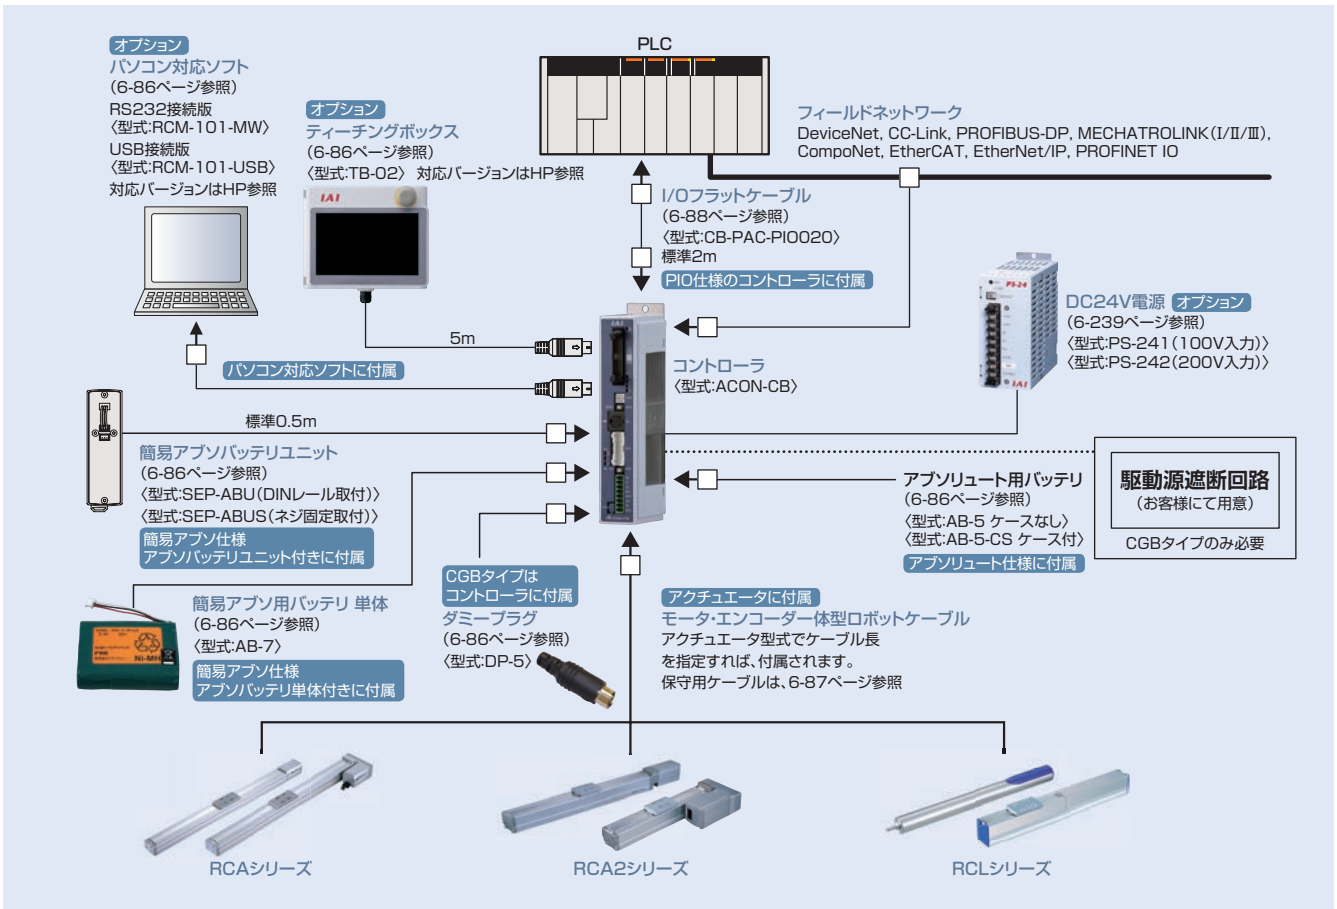 オプション
パソコン対応ソフト
(6-86ページ参照)
RS232接続版
〈型式:RCM-101-MW〉
USB接続版
〈型式:RCM-101-USB〉
対応バージョンはHP参照
オプション
ティーチングボックス
(6-86ページ参照)
〈型式:TB-02〉 対応バージョンはHP参照
IAI
PLC
フィールドネットワーク
DeviceNet, CC-Link, PROFIBUS-DP, MECHATROLINK(I/II/III),
CompoNet, EtherCAT, EtherNet/IP, PROFINET IO
I/Oフラットケーブル
(6-88ページ参照)
〈型式:CB-PAC-PIO020〉
標準2m
PIO仕様のコントローラに付属
PS-24
IAI
DC24V電源 オプション
(6-239ページ参照)
〈型式:PS-241(100V入力)〉
〈型式:PS-242(200V入力)〉
5m
パソコン対応ソフトに付属
IAI
コントローラ
〈型式:ACON-CB〉
標準0.5m
簡易アブソバッテリユニット
(6-86ページ参照)
〈型式:SEP-ABU(DINレール取付)〉
〈型式:SEP-ABUS(ネジ固定取付)〉
簡易アブソ仕様
アブソバッテリユニット付きに付属
アブソリュート用バッテリ
(6-86ページ参照)
〈型式:AB-5 ケースなし〉
〈型式:AB-5-CS ケース付〉
アブソリュート仕様に付属
駆動源遮断回路
(お客様にて用意)
CGBタイプのみ必要
簡易アブソ用バッテリ 単体
(6-86ページ参照)
〈型式:AB-7〉
簡易アブソ仕様
アブソバッテリ単体付きに付属
Ni-MH
CGBタイプは
コントローラに付属
ダミープラグ
(6-86ページ参照)
〈型式:DP-5〉
アクチュエータに付属
モータ・エンコーダー体型ロボットケーブル
アクチュエータ型式でケーブル長
を指定すれば、付属されます。
保守用ケーブルは、6-87ページ参照
RCAシリーズ
RCA2シリーズ
RCLシリーズ